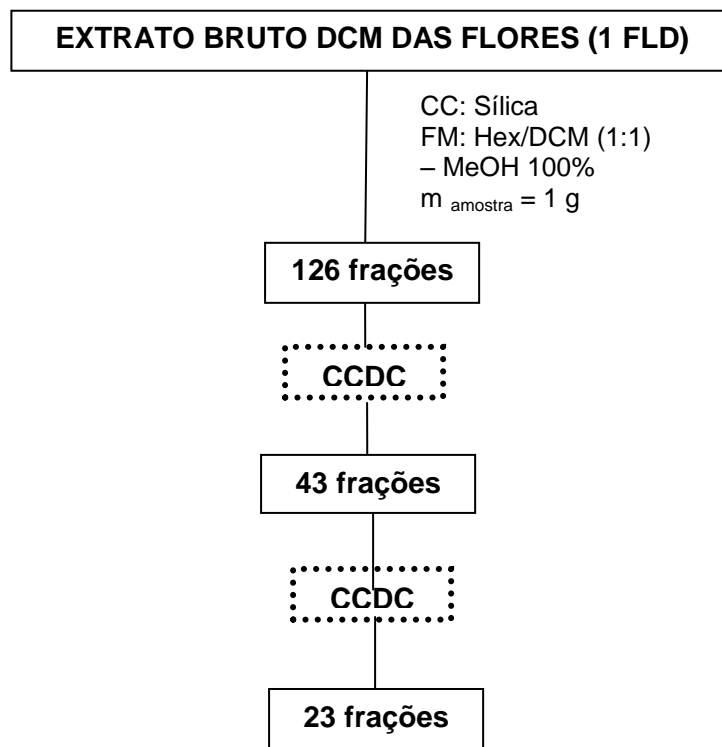 EXTRATO BRUTO DCM DAS FLORES (1 FLD)
CC: Sílica
FM: Hex/DCM (1:1)
– MeOH 100%
m amostra = 1 g
126 frações
CCDC
43 frações
CCDC
23 frações